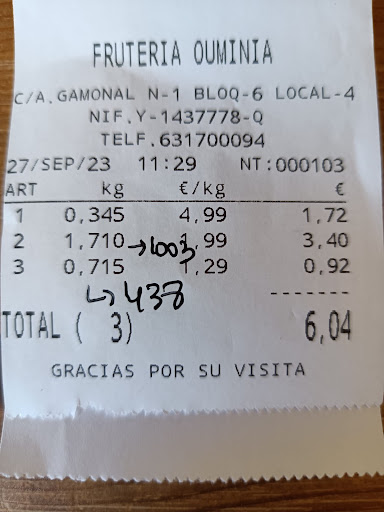 FRUTERIA OUMINIA
C/A.GAMONAL N-1 BLOQ-6 LOCAL-4
NIF.Y-1437778-Q
TELF.631700094
27/SEP/23 11:29 NT:000103
ART kg €/kg €
1 0,345 4,99 1,72
2 1,710 →1003 1,99 3,40
3 0,715 1,29 0,92
↳438
-------
TOTAL ( 3) 6,04
GRACIAS POR SU VISITA